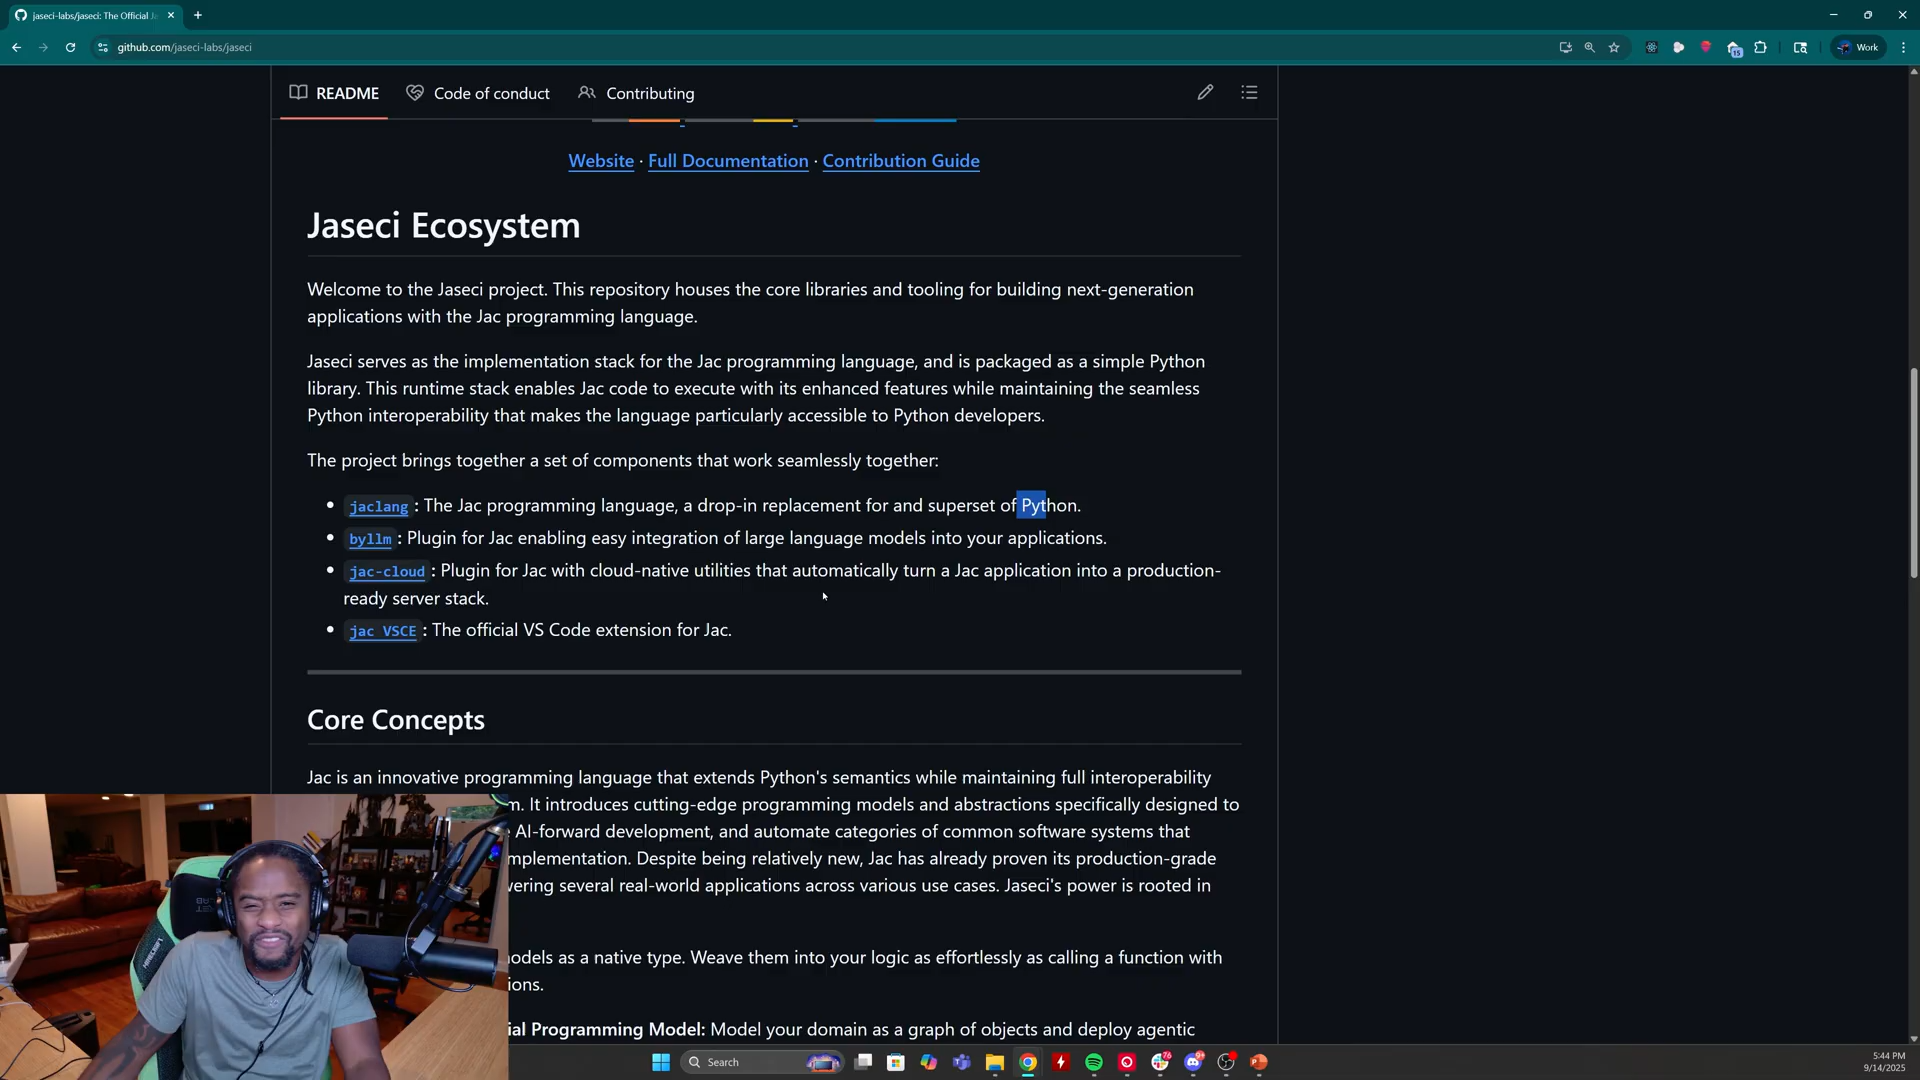 jaseci-labs/jaseci: The Official Ja
github.com/jaseci-labs/jaseci
15
Work
README
Code of conduct
Contributing
Website · Full Documentation · Contribution Guide
Jaseci Ecosystem
Welcome to the Jaseci project. This repository houses the core libraries and tooling for building next-generation
applications with the Jac programming language.
Jaseci serves as the implementation stack for the Jac programming language, and is packaged as a simple Python
library. This runtime stack enables Jac code to execute with its enhanced features while maintaining the seamless
Python interoperability that makes the language particularly accessible to Python developers.
The project brings together a set of components that work seamlessly together:
• jaclang: The Jac programming language, a drop-in replacement for and superset of Python.
• byllm: Plugin for Jac enabling easy integration of large language models into your applications.
• jac-cloud: Plugin for Jac with cloud-native utilities that automatically turn a Jac application into a production-
ready server stack.
• jac VSCE: The official VS Code extension for Jac.
Core Concepts
Jac is an innovative programming language that extends Python's semantics while maintaining full interoperability
m. It introduces cutting-edge programming models and abstractions specifically designed to
AI-forward development, and automate categories of common software systems that
mplementation. Despite being relatively new, Jac has already proven its production-grade
wering several real-world applications across various use cases. Jaseci's power is rooted in
odels as a native type. Weave them into your logic as effortlessly as calling a function with
ions.
ial Programming Model: Model your domain as a graph of objects and deploy agentic
MINECRAFT
Search
76
5:44 PM
9/14/2025